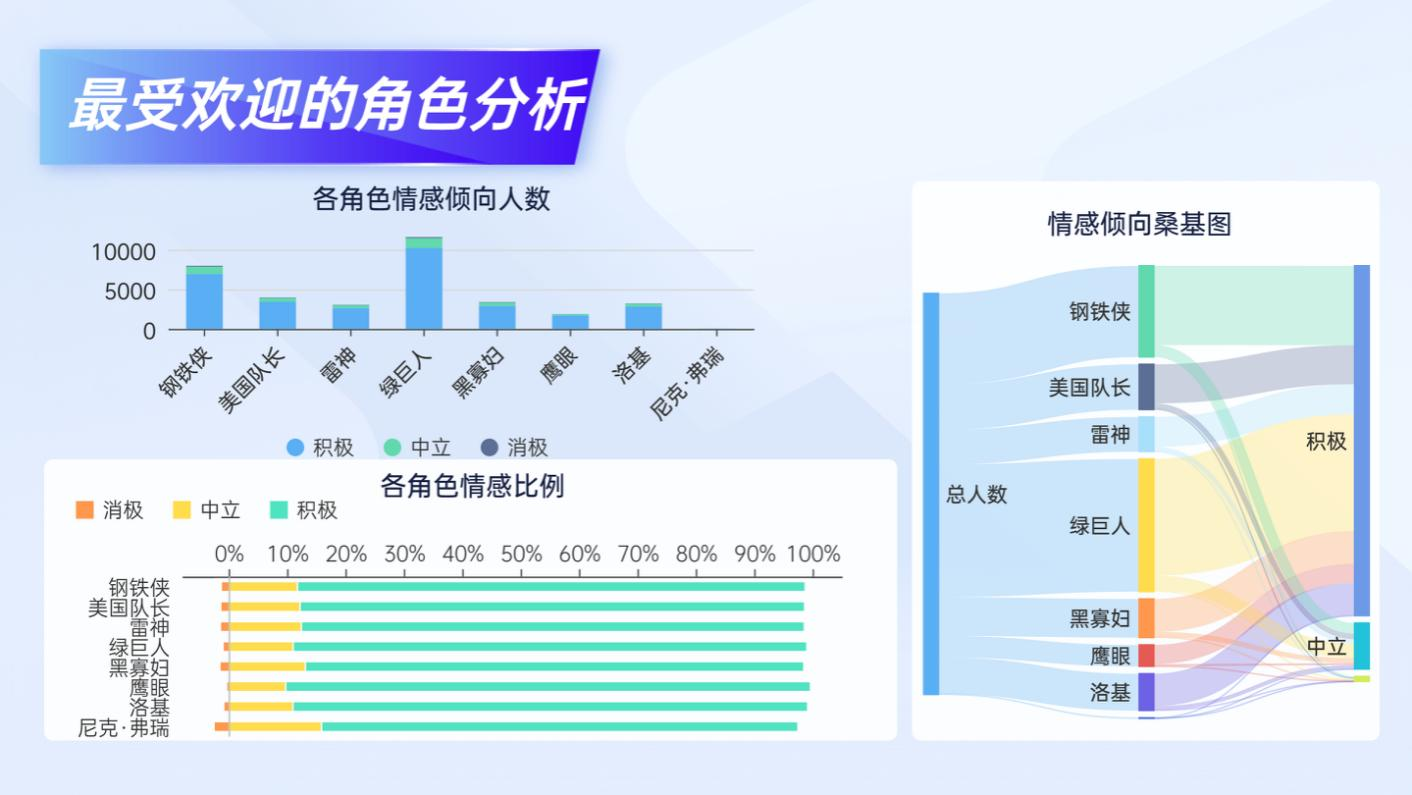 最受欢迎的角色分析
各角色情感倾向人数
10000
5000
0
钢铁侠
美国队长
雷神
绿巨人
黑寡妇
鹰眼
洛基
尼克·弗瑞
积极 中立 消极
各角色情感比例
消极 中立 积极
0% 10% 20% 30% 40% 50% 60% 70% 80% 90% 100%
钢铁侠
美国队长
雷神
绿巨人
黑寡妇
鹰眼
洛基
尼克·弗瑞
情感倾向桑基图
总人数
钢铁侠
美国队长
雷神
绿巨人
黑寡妇
鹰眼
洛基
积极
中立